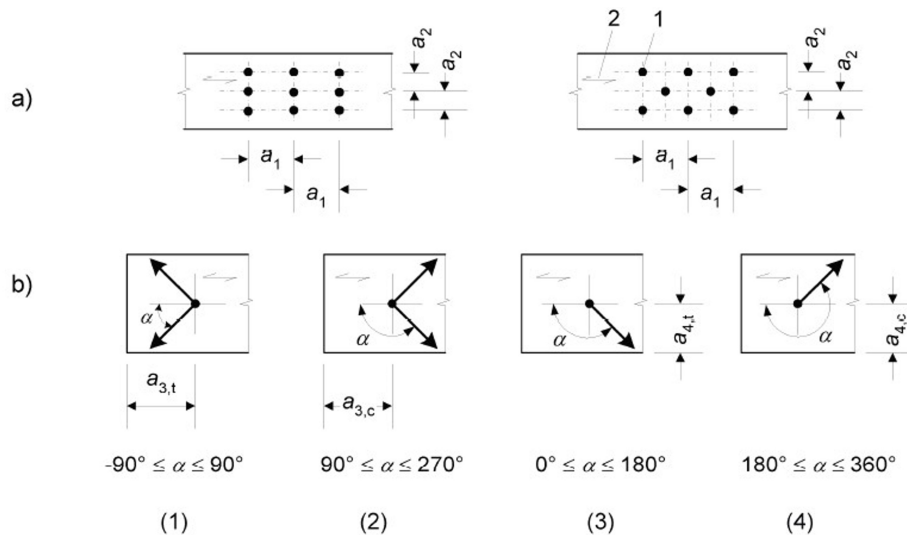 2 1
a2 a2 a2 a2
a)
a1 a1
a1 a1
b)
α α α α
a4,t a4,c
a3,t a3,c
-90° ≤ α ≤ 90° 90° ≤ α ≤ 270° 0° ≤ α ≤ 180° 180° ≤ α ≤ 360°
(1) (2) (3) (4)